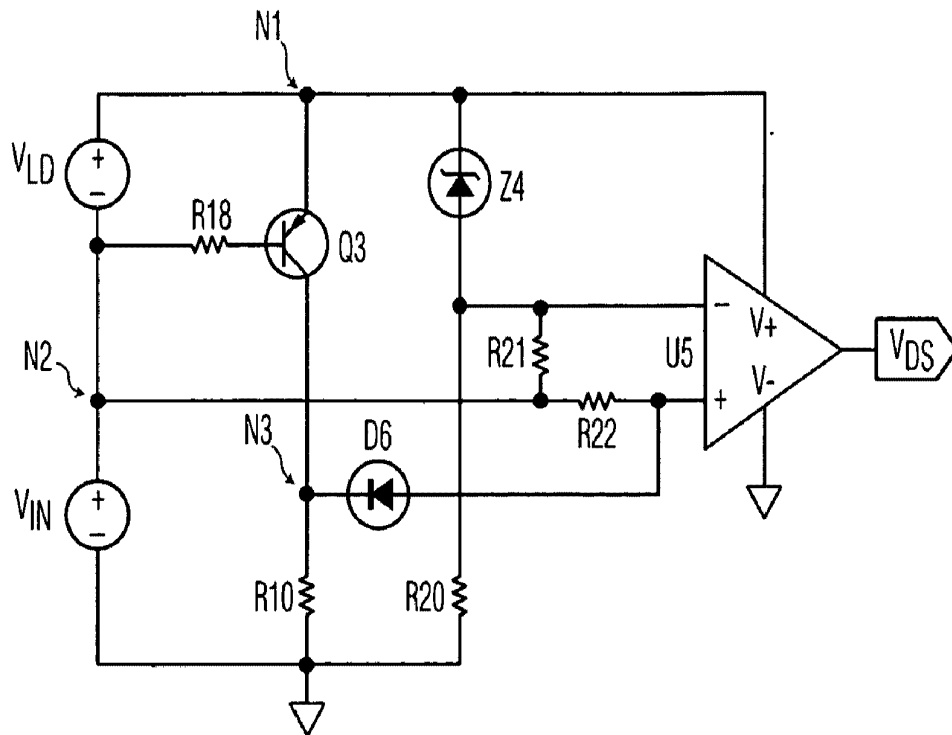 N1
VLD
+
-
R18
Q3
Z4
-
V+
R21
U5
VDS
N2
V-
+
R22
N3
D6
VIN
+
-
R10
R20